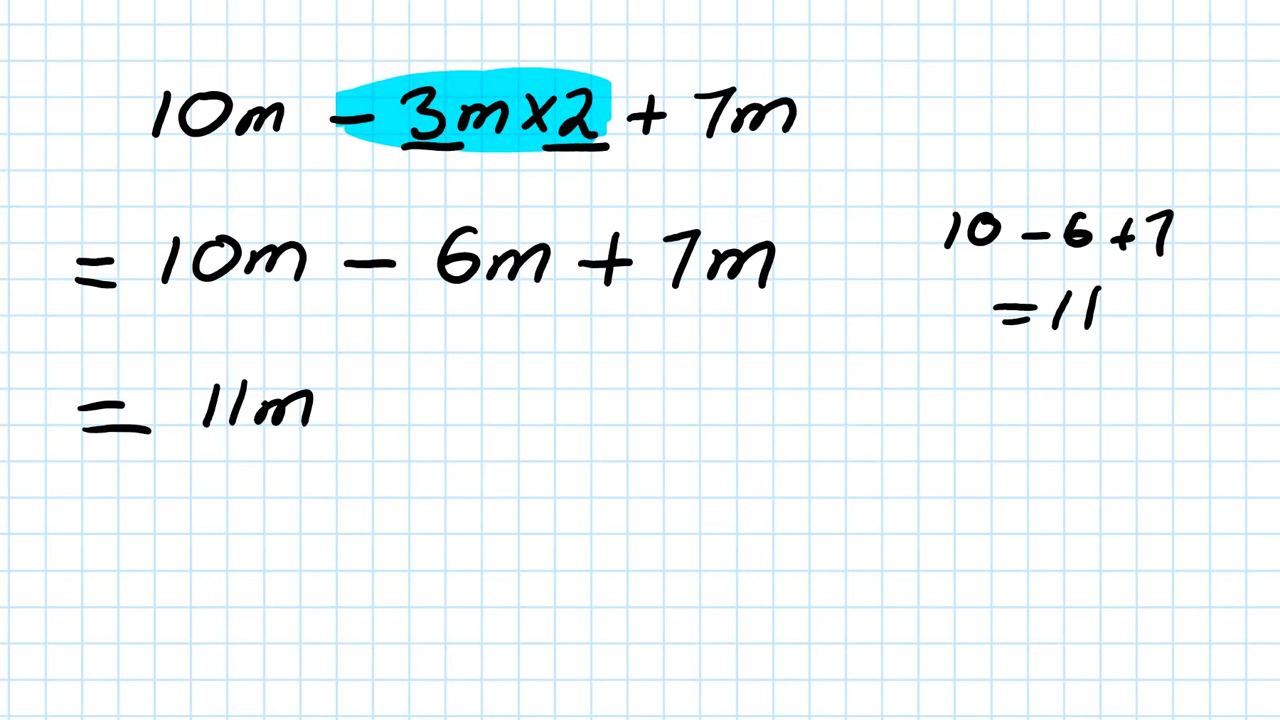 10m - 3m×2 + 7m
= 10m - 6m + 7m
10 - 6 + 7
= 11
= 11m